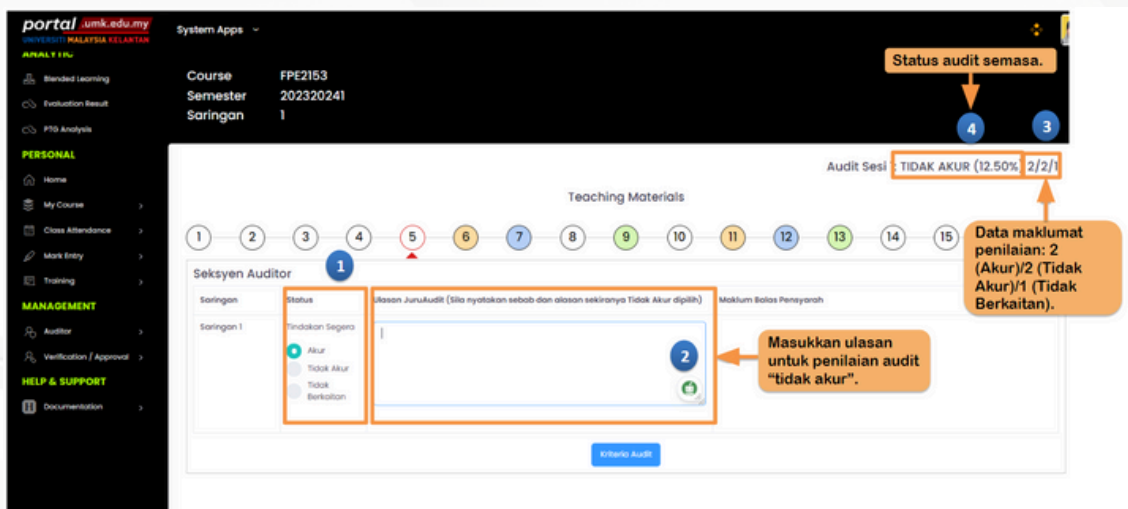 portal .umk.edu.my
UNIVERSITI MALAYSIA KELANTAN
System Apps
ANALYTIC
Blended Learning
Evaluation Result
PTG Analysis
PERSONAL
Home
My Course
Class Attendance
Mark Entry
Training
MANAGEMENT
Auditor
Verification / Approval
HELP & SUPPORT
Documentation
Course FPE2153
Semester 202320241
Saringan 1
Status audit semasa.
4
3
Audit Sesi 1: TIDAK AKUR (12.50%) 2/2/1
Teaching Materials
1 2 3 4 5 6 7 8 9 10 11 12 13 14 15
Data maklumat
penilaian: 2
(Akur)/2 (Tidak
Akur)/1 (Tidak
Berkaitan).
Seksyen Auditor
1
Saringan Status Ulasan JuruAudit (Sila nyatakan sebab dan alasan sekiranya Tidak Akur dipilih) Maklum Balas Pensyarah
Saringan 1 Tindakan Segera
Akur
Tidak Akur
Tidak
Berkaitan
2
Masukkan ulasan
untuk penilaian audit
“tidak akur”.
Kriteria Audit